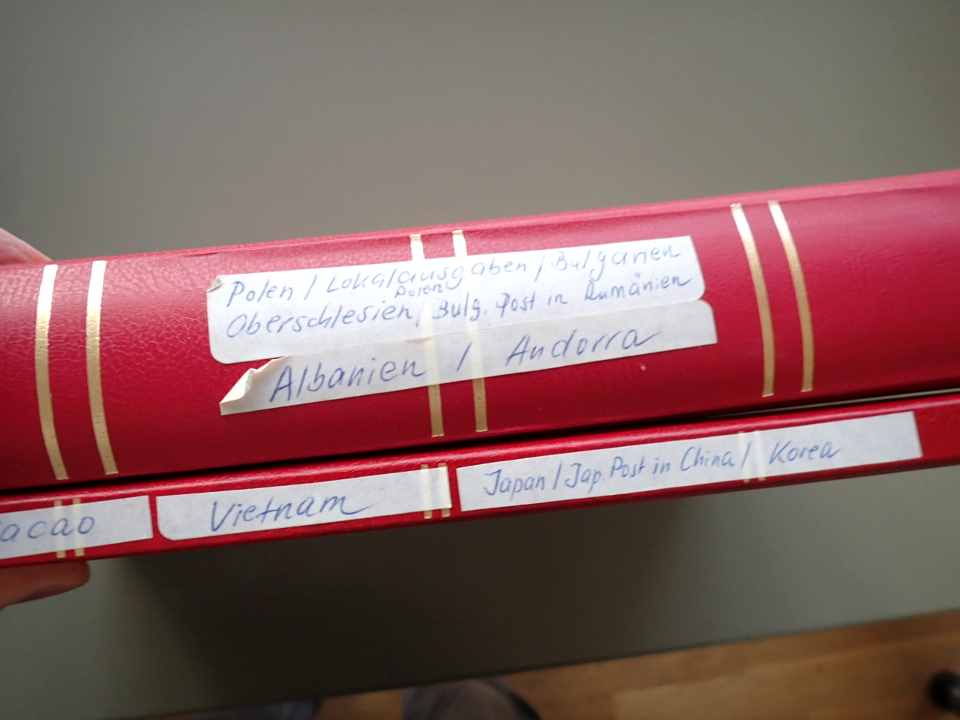 Polen / Lokalausgaben / Bulgarien
Polen
Oberschlesien, Bulg. Post in Rumänien
Albanien / Andorra
acao
Vietnam
Japan / Jap. Post in China / Korea